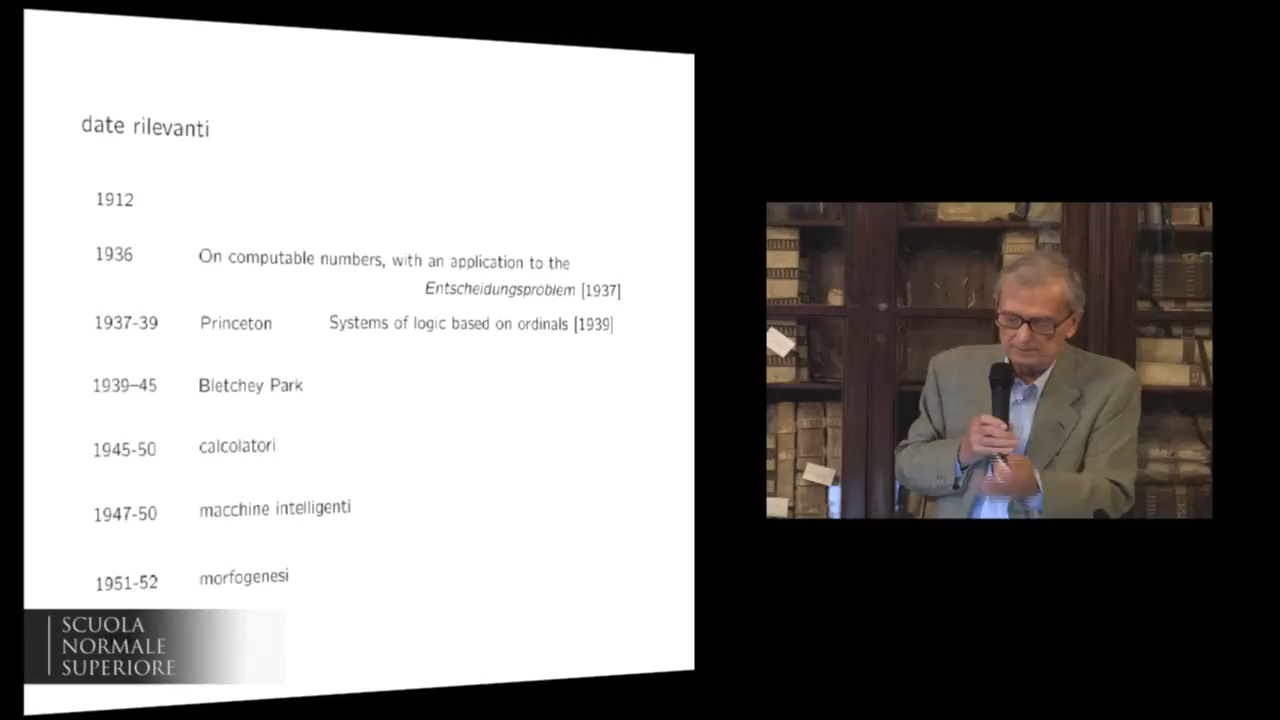 date rilevanti
1912
1936 On computable numbers, with an application to the
Entscheidungsproblem [1937]
1937-39 Princeton Systems of logic based on ordinals [1939]
1939–45 Bletchey Park
1945-50 calcolatori
1947-50 macchine intelligenti
1951-52 morfogenesi
SCUOLA
NORMALE
SUPERIORE